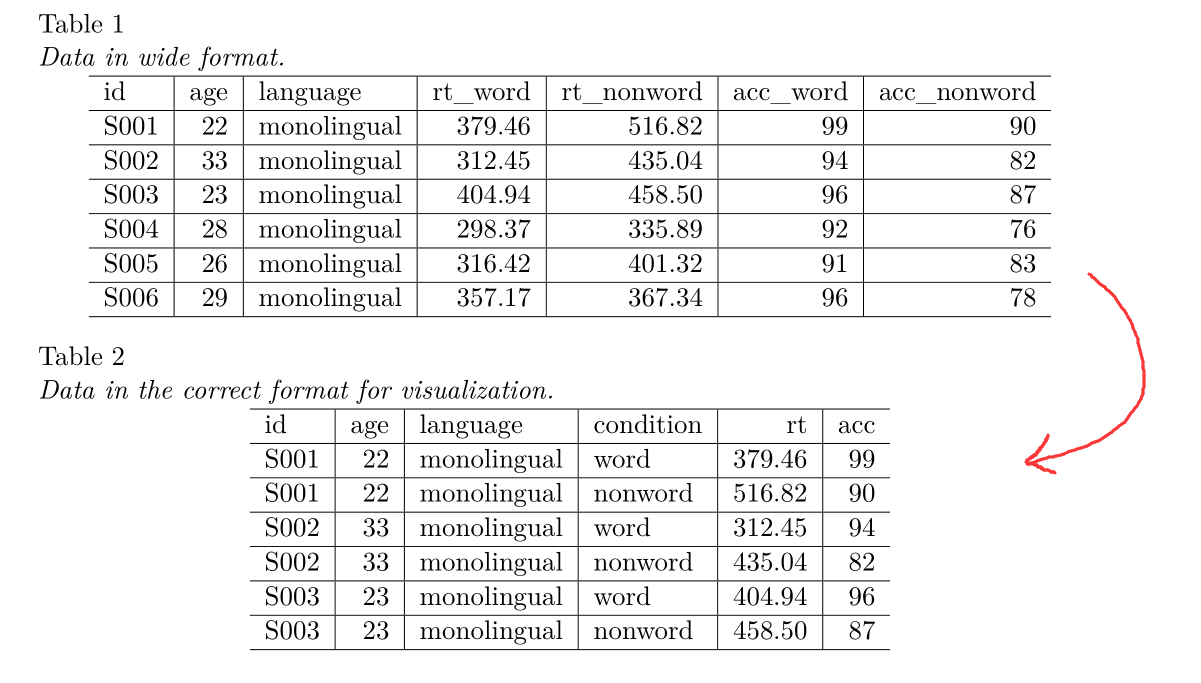 Table 1
Data in wide format.
id age language rt_word rt_nonword acc_word acc_nonword
S001 22 monolingual 379.46 516.82 99 90
S002 33 monolingual 312.45 435.04 94 82
S003 23 monolingual 404.94 458.50 96 87
S004 28 monolingual 298.37 335.89 92 76
S005 26 monolingual 316.42 401.32 91 83
S006 29 monolingual 357.17 367.34 96 78
Table 2
Data in the correct format for visualization.
id age language condition rt acc
S001 22 monolingual word 379.46 99
S001 22 monolingual nonword 516.82 90
S002 33 monolingual word 312.45 94
S002 33 monolingual nonword 435.04 82
S003 23 monolingual word 404.94 96
S003 23 monolingual nonword 458.50 87